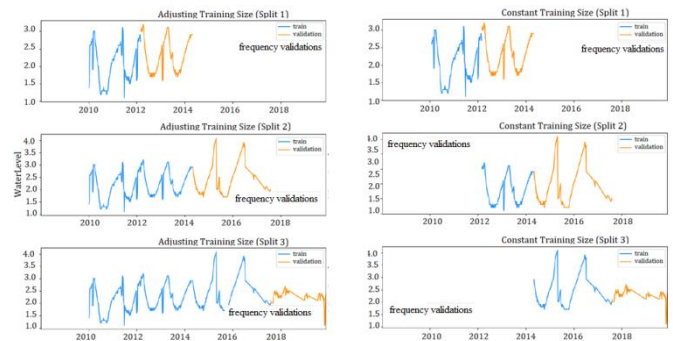 Adjusting Training Size (Split 1)
3.0
2.5
2.0
1.5
1.0
train
validation
frequency validations
2010 2012 2014 2016 2018
Constant Training Size (Split 1)
3.0
2.5
2.0
1.5
1.0
train
validation
frequency validations
2010 2012 2014 2016 2018
Adjusting Training Size (Split 2)
WaterLevel
4.0
3.5
3.0
2.5
2.0
1.5
1.0
train
validation
frequency validations
2010 2012 2014 2016 2018
Constant Training Size (Split 2)
4.0
3.5
3.0
2.5
2.0
1.5
1.0
frequency validations
train
validation
2010 2012 2014 2016 2018
Adjusting Training Size (Split 3)
4.0
3.5
3.0
2.5
2.0
1.5
1.0
train
validation
frequency validations
2010 2012 2014 2016 2018
Constant Training Size (Split 3)
4.0
3.5
3.0
2.5
2.0
1.5
1.0
train
validation
frequency validations
2010 2012 2014 2016 2018